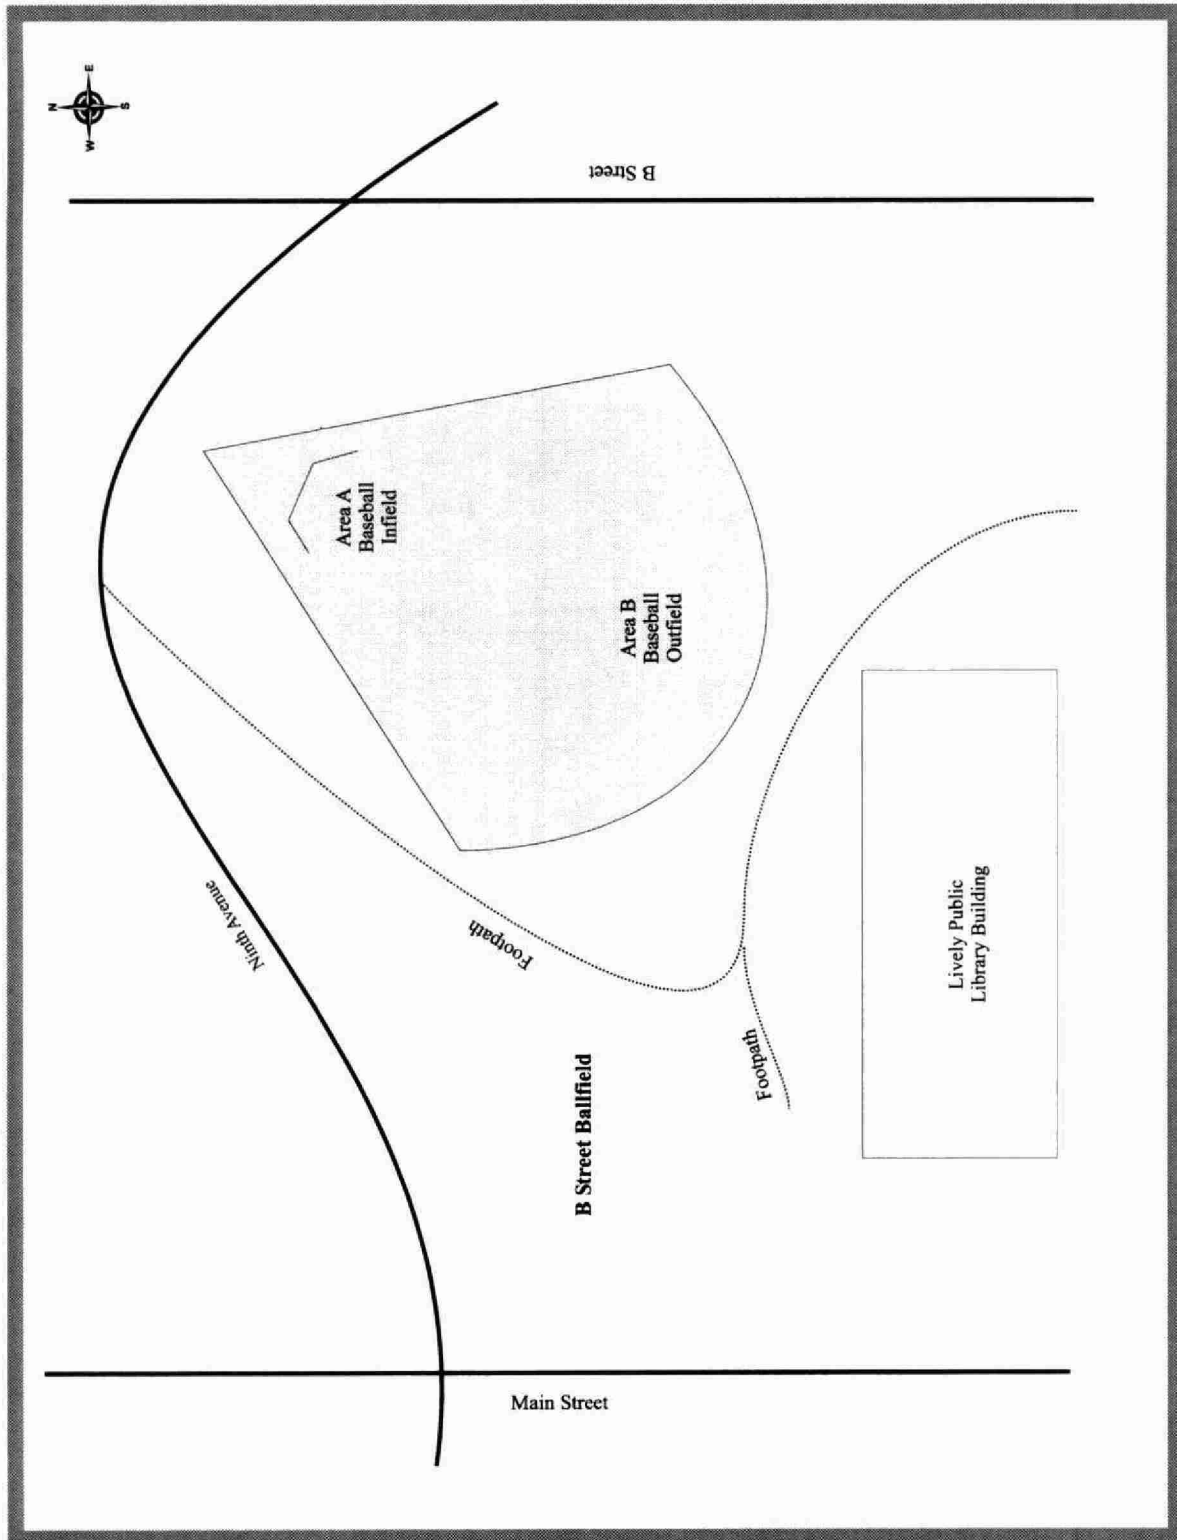 N
E
S
W
B Street
Area A
Baseball
Infield
Area B
Baseball
Outfield
Ninth Avenue
Footpath
Footpath
B Street Ballfield
Lively Public
Library Building
Main Street